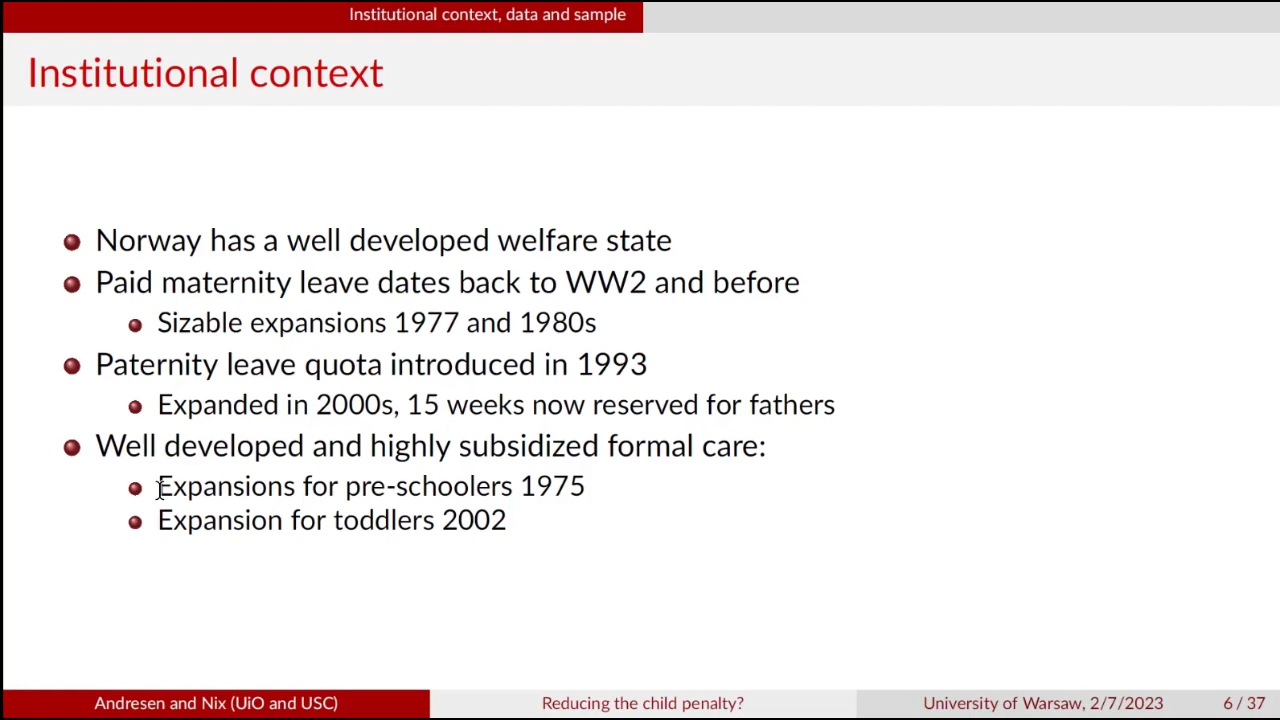 Institutional context, data and sample
Institutional context
Norway has a well developed welfare state
Paid maternity leave dates back to WW2 and before
Sizable expansions 1977 and 1980s
Paternity leave quota introduced in 1993
Expanded in 2000s, 15 weeks now reserved for fathers
Well developed and highly subsidized formal care:
Expansions for pre-schoolers 1975
Expansion for toddlers 2002
Andresen and Nix (UiO and USC) Reducing the child penalty? University of Warsaw, 2/7/2023 6 / 37